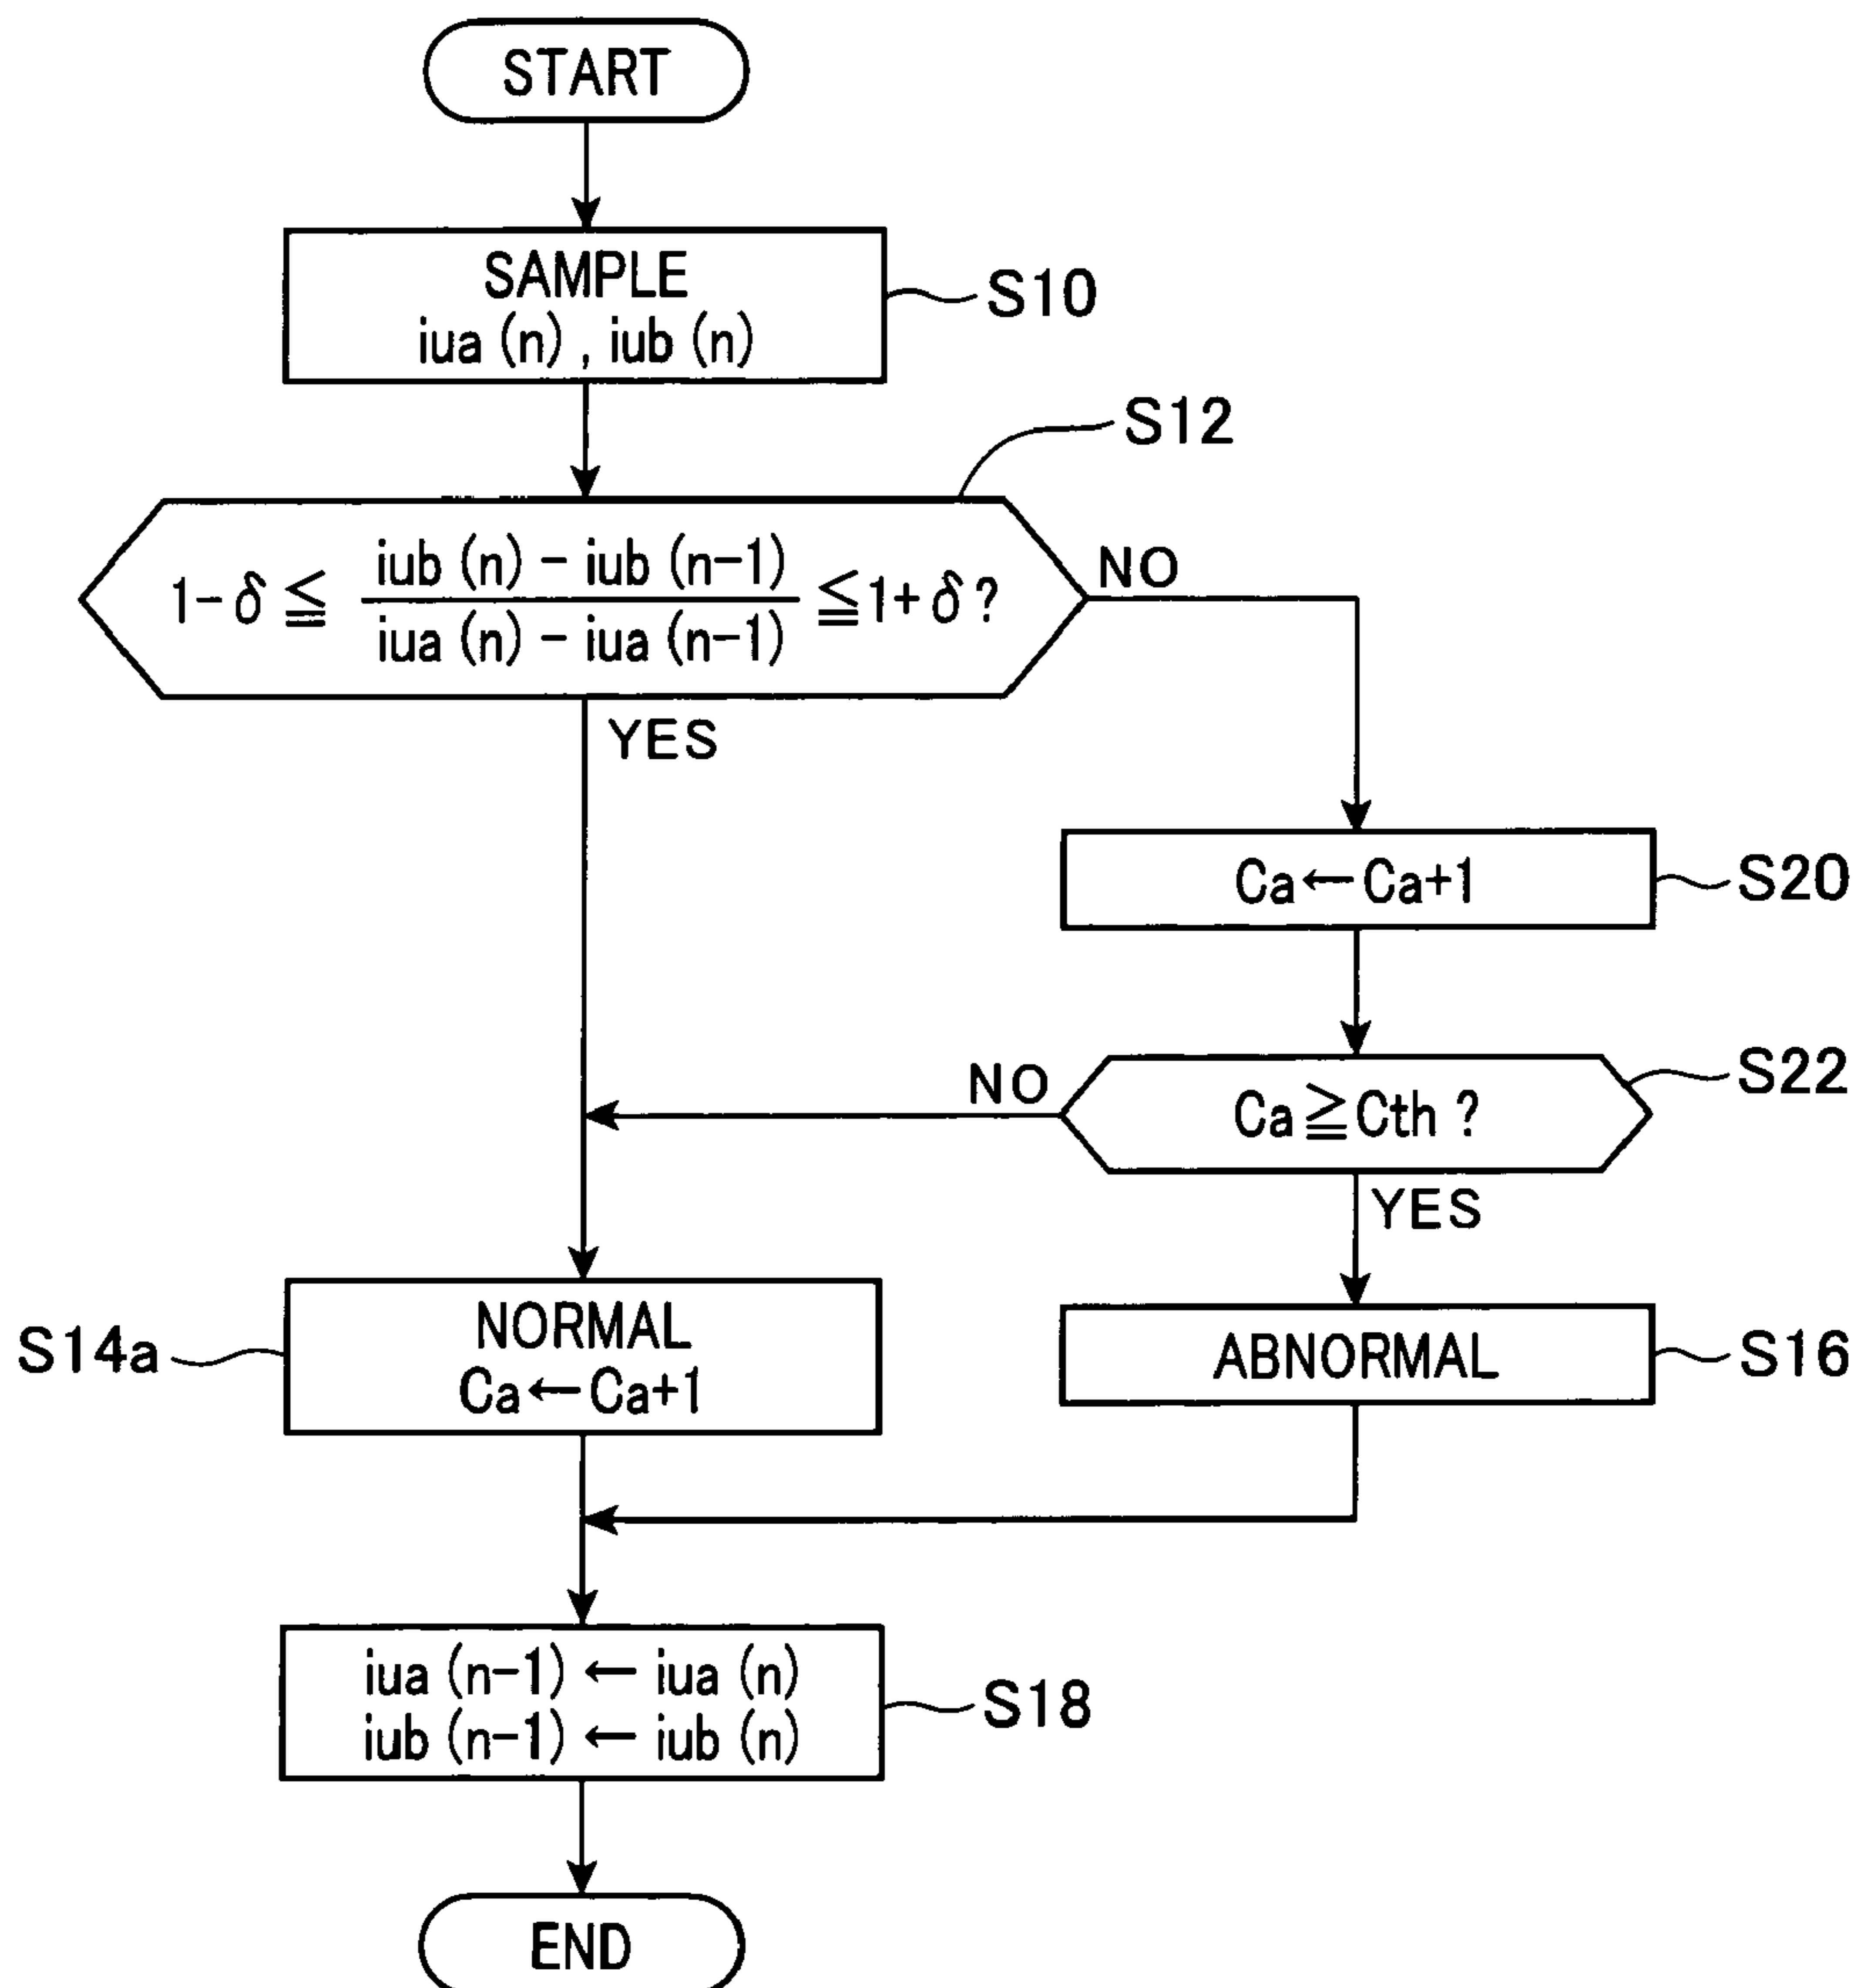 START
SAMPLE
iua (n) , iub (n)
S10
S12
1-δ ≦ iub (n) - iub (n-1) / iua (n) - iua (n-1) ≦ 1+δ ?
NO
YES
Ca←Ca+1
S20
Ca≧Cth ?
S22
NO
YES
NORMAL
Ca←Ca+1
S14a
ABNORMAL
S16
iua (n-1) ← iua (n)
iub (n-1) ← iub (n)
S18
END